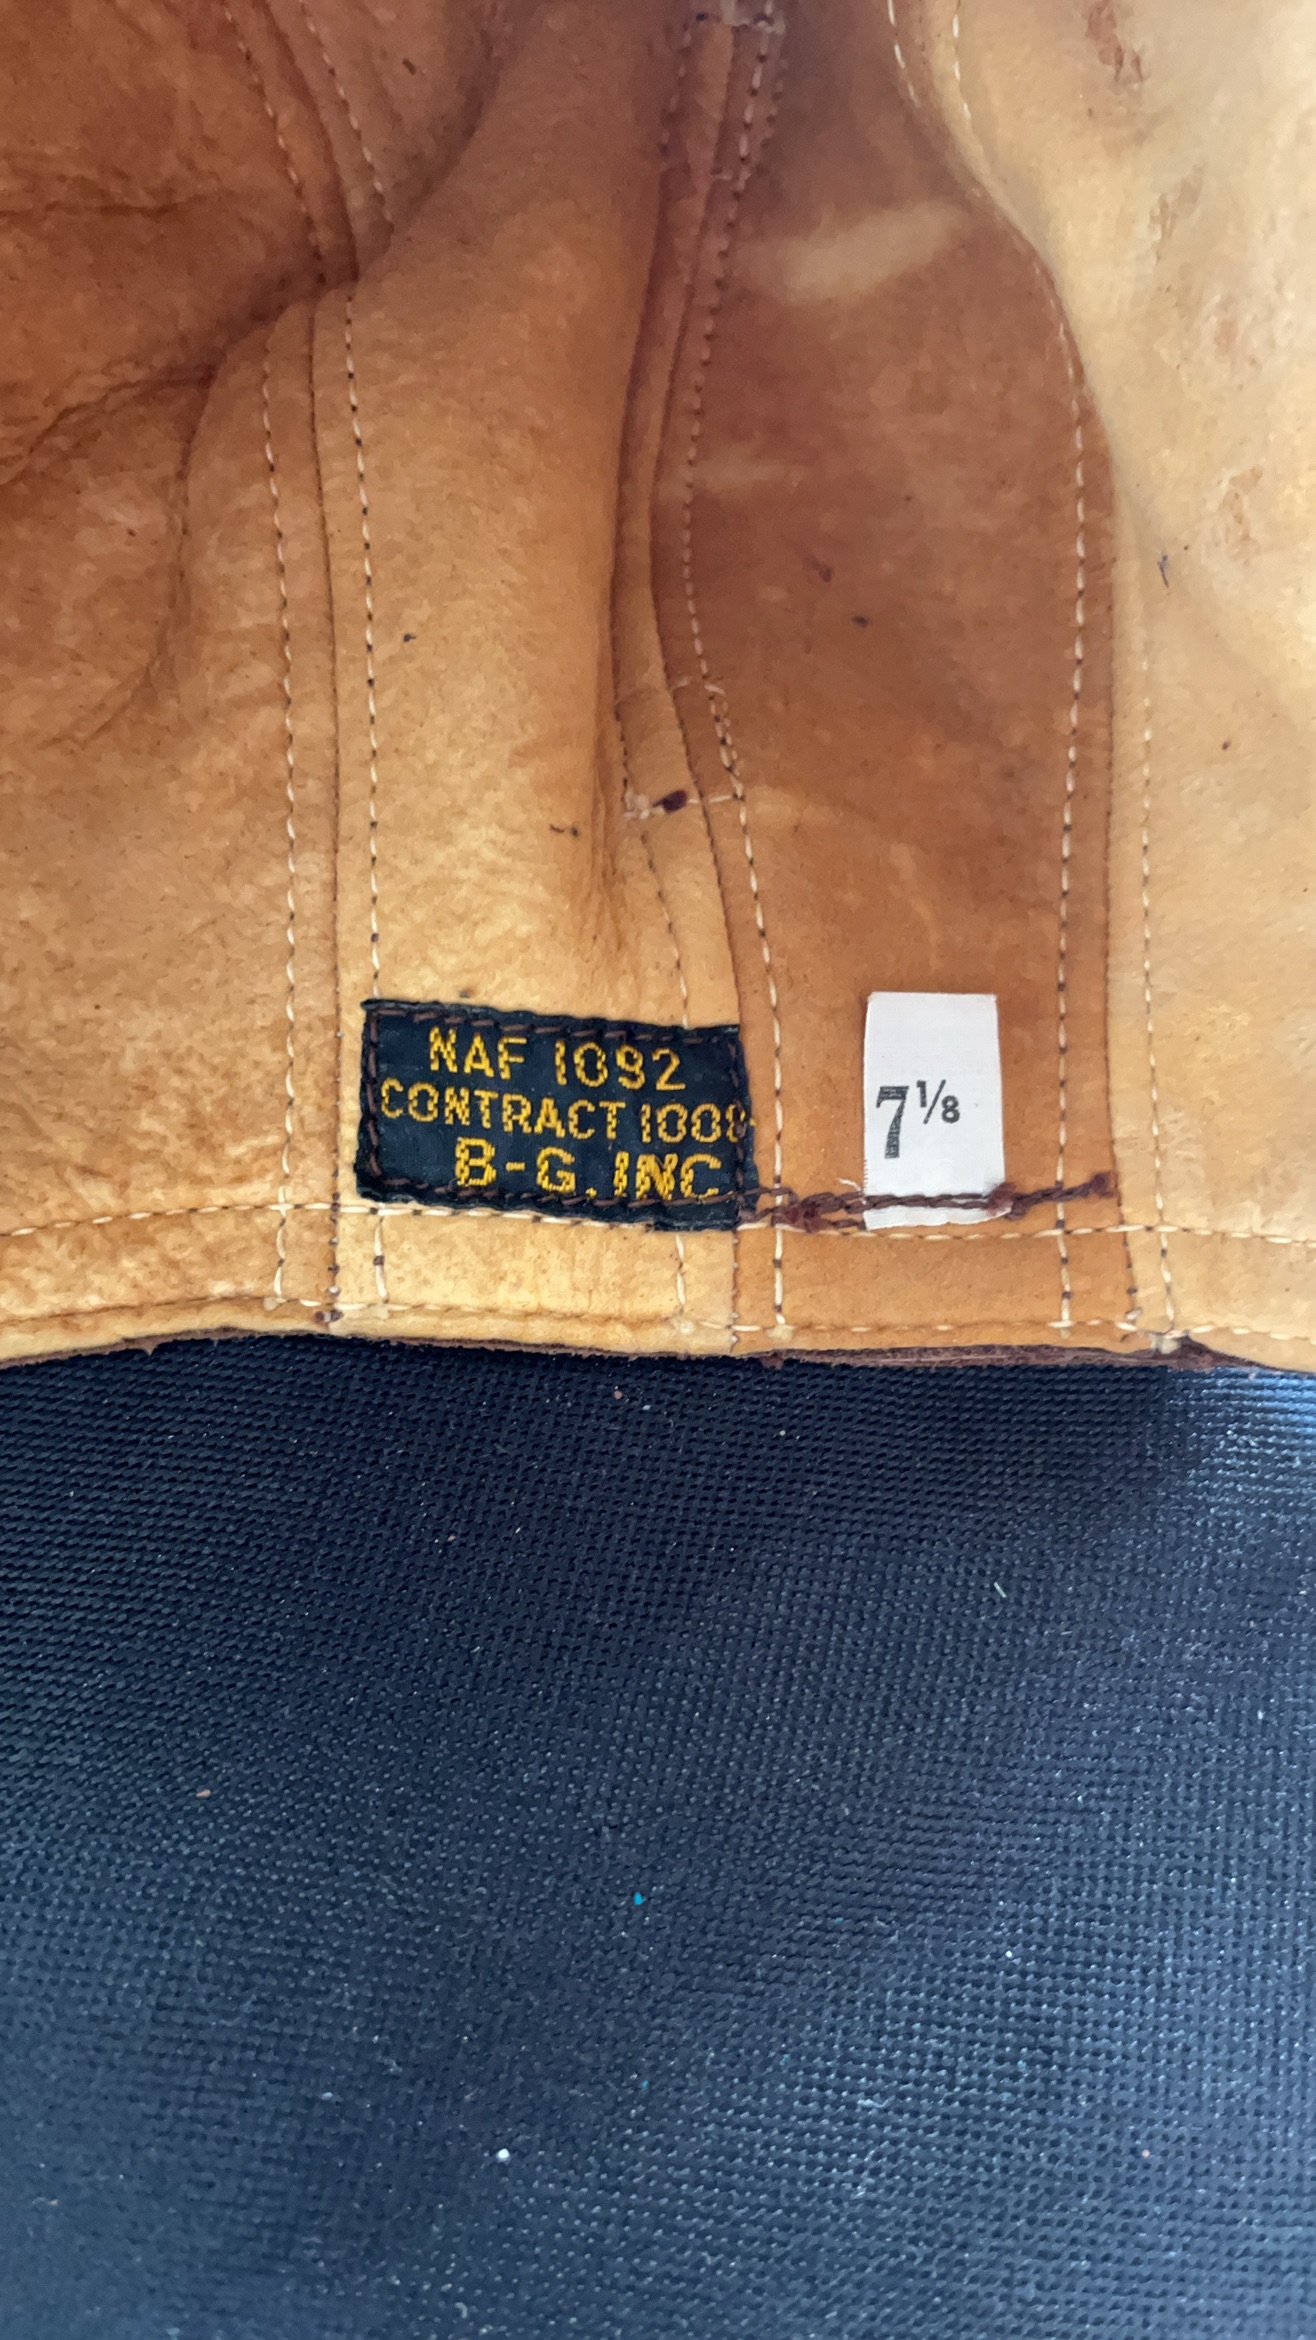 NAF 1092
CONTRACT 1008
B-G. INC
7 1/8